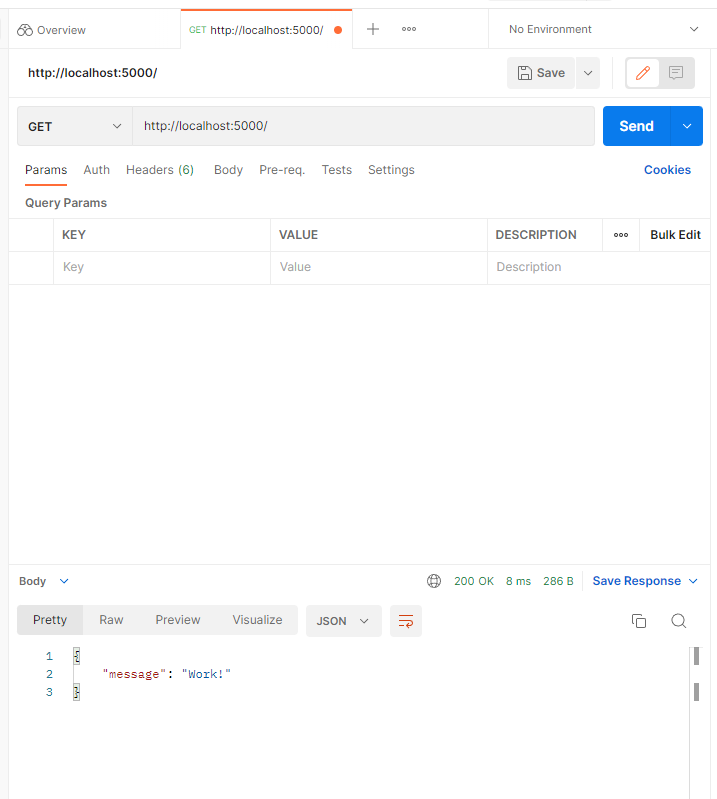 Overview GET http://localhost:5000/ No Environment
http://localhost:5000/ Save
GET http://localhost:5000/ Send
Params Auth Headers (6) Body Pre-req. Tests Settings Cookies
Query Params
KEY VALUE DESCRIPTION Bulk Edit
Key Value Description
Body 200 OK 8 ms 286 B Save Response
Pretty Raw Preview Visualize JSON
1 {
2 "message": "Work!"
3 }